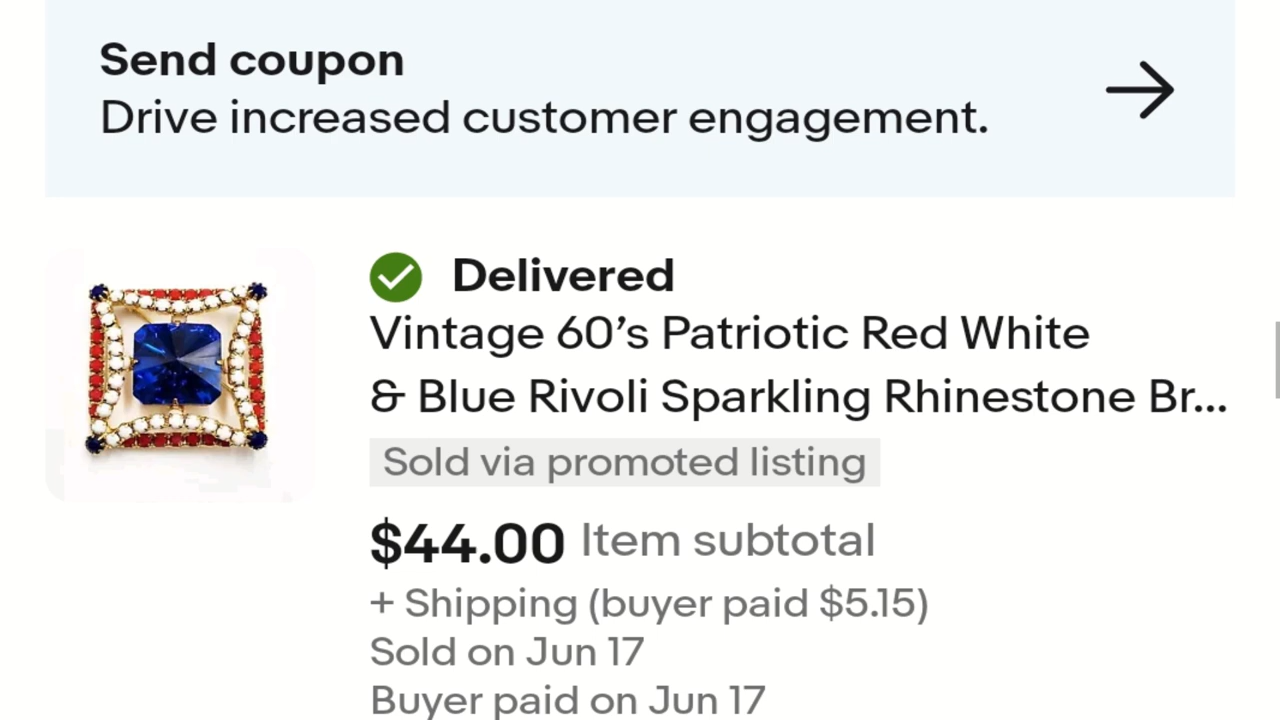 Send coupon
Drive increased customer engagement.
Delivered
Vintage 60’s Patriotic Red White
& Blue Rivoli Sparkling Rhinestone Br...
Sold via promoted listing
$44.00 Item subtotal
+ Shipping (buyer paid $5.15)
Sold on Jun 17
Buyer paid on Jun 17